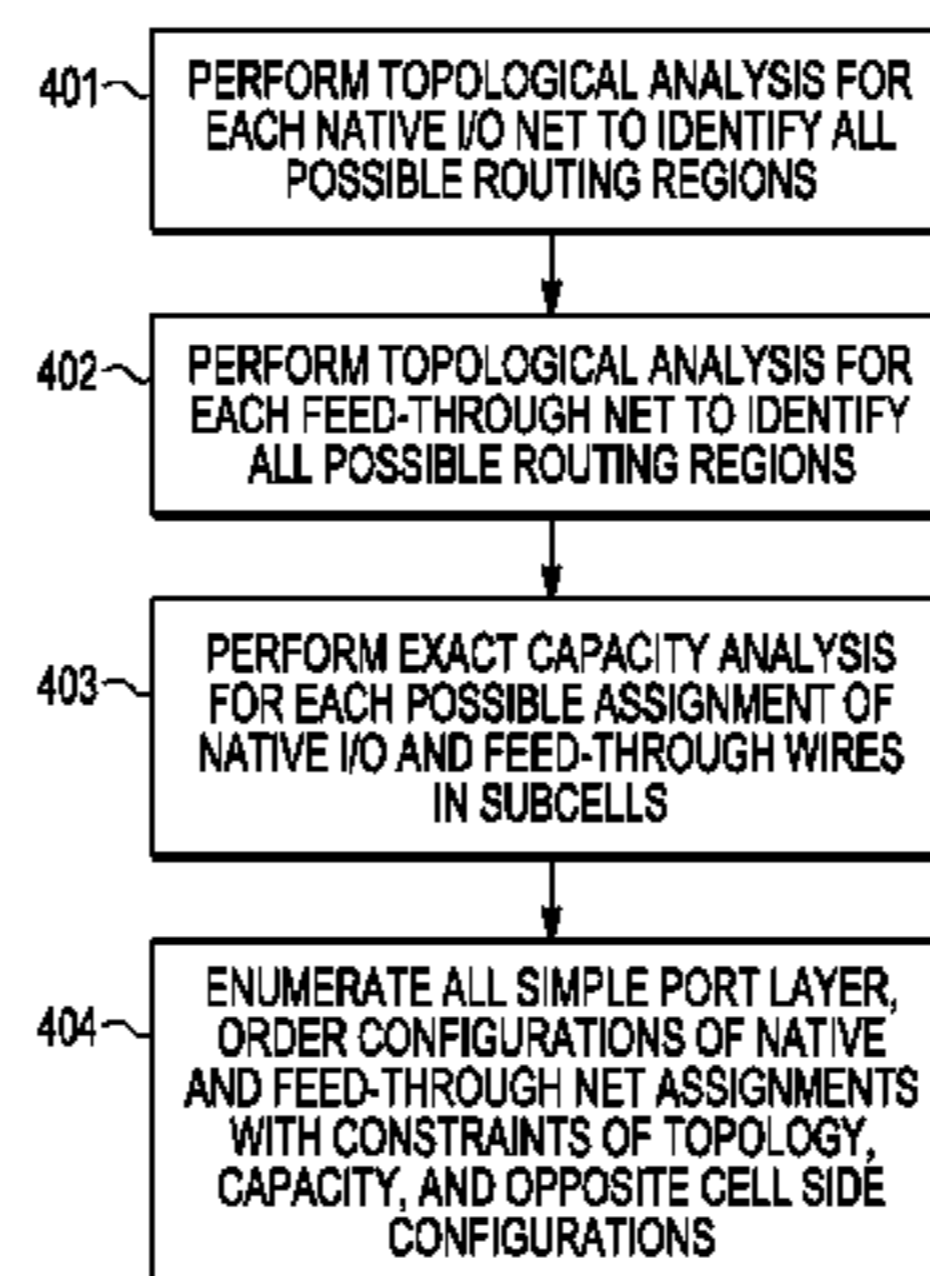 401
PERFORM TOPOLOGICAL ANALYSIS FOR
EACH NATIVE I/O NET TO IDENTIFY ALL
POSSIBLE ROUTING REGIONS
402
PERFORM TOPOLOGICAL ANALYSIS FOR
EACH FEED-THROUGH NET TO IDENTIFY
ALL POSSIBLE ROUTING REGIONS
403
PERFORM EXACT CAPACITY ANALYSIS
FOR EACH POSSIBLE ASSIGNMENT OF
NATIVE I/O AND FEED-THROUGH WIRES
IN SUBCELLS
404
ENUMERATE ALL SIMPLE PORT LAYER,
ORDER CONFIGURATIONS OF NATIVE
AND FEED-THROUGH NET ASSIGNMENTS
WITH CONSTRAINTS OF TOPOLOGY,
CAPACITY, AND OPPOSITE CELL SIDE
CONFIGURATIONS